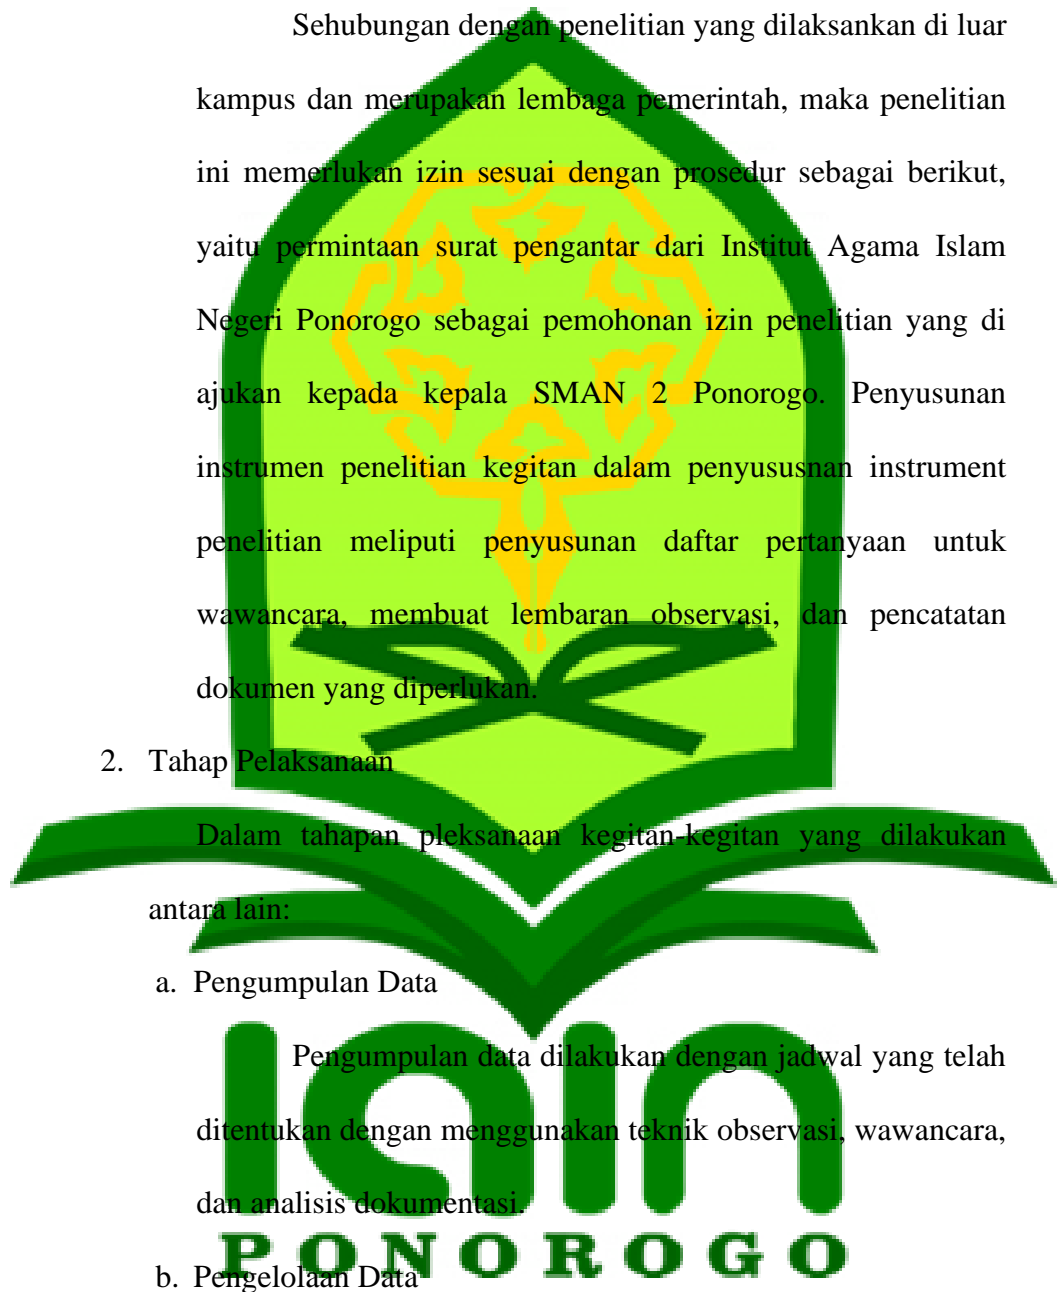 Sehubungan dengan penelitian yang dilaksankan di luar
kampus dan merupakan lembaga pemerintah, maka penelitian
ini memerlukan izin sesuai dengan prosedur sebagai berikut,
yaitu permintaan surat pengantar dari Institut Agama Islam
Negeri Ponorogo sebagai pemohonan izin penelitian yang di
ajukan kepada kepala SMAN 2 Ponorogo. Penyusunan
instrumen penelitian kegitan dalam penyususnan instrument
penelitian meliputi penyusunan daftar pertanyaan untuk
wawancara, membuat lembaran observasi, dan pencatatan
dokumen yang diperlukan.
2. Tahap Pelaksanaan
Dalam tahapan pleksanaan kegitan-kegitan yang dilakukan
antara lain:
a. Pengumpulan Data
Pengumpulan data dilakukan dengan jadwal yang telah
ditentukan dengan menggunakan teknik observasi, wawancara,
dan analisis dokumentasi.
b. Pengelolaan Data
iain
PONOROGO